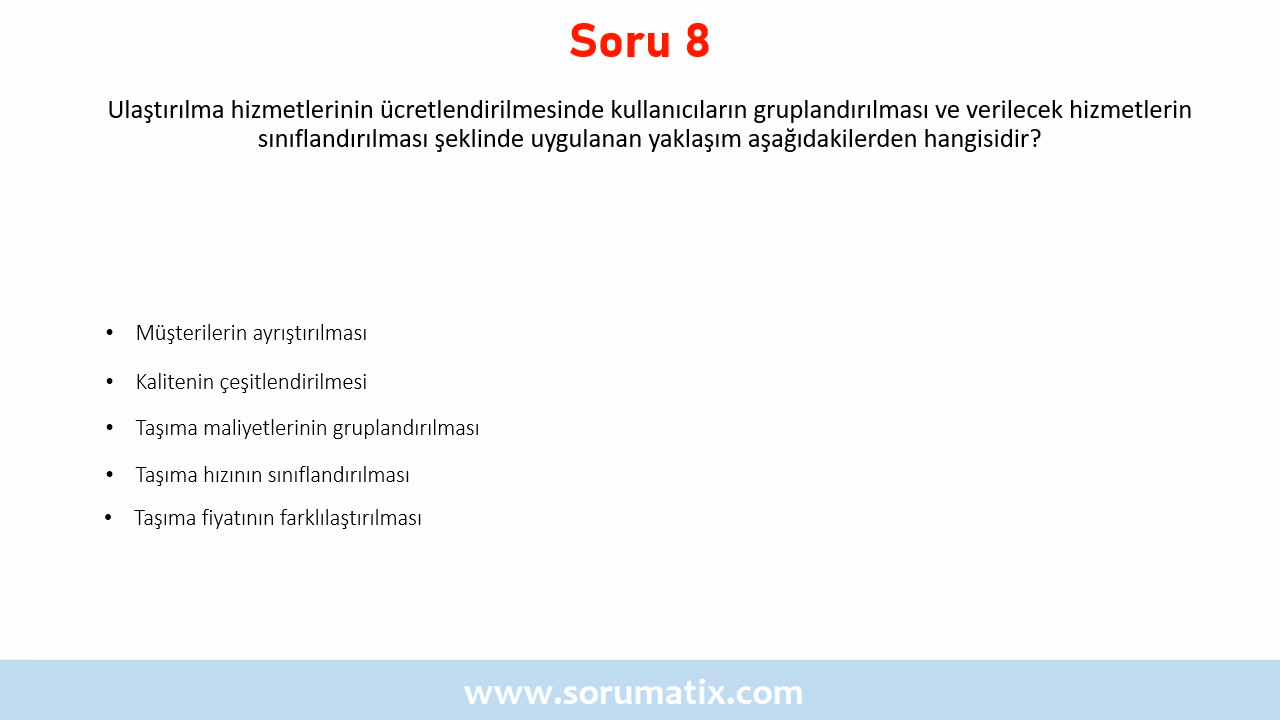 Soru 8
Ulaştırılma hizmetlerinin ücretlendirilmesinde kullanıcıların gruplandırılması ve verilecek hizmetlerin
sınıflandırılması şeklinde uygulanan yaklaşım aşağıdakilerden hangisidir?
• Müşterilerin ayrıştırılması
• Kalitenin çeşitlendirilmesi
• Taşıma maliyetlerinin gruplandırılması
• Taşıma hızının sınıflandırılması
• Taşıma fiyatının farklılaştırılması
www.sorumatix.com